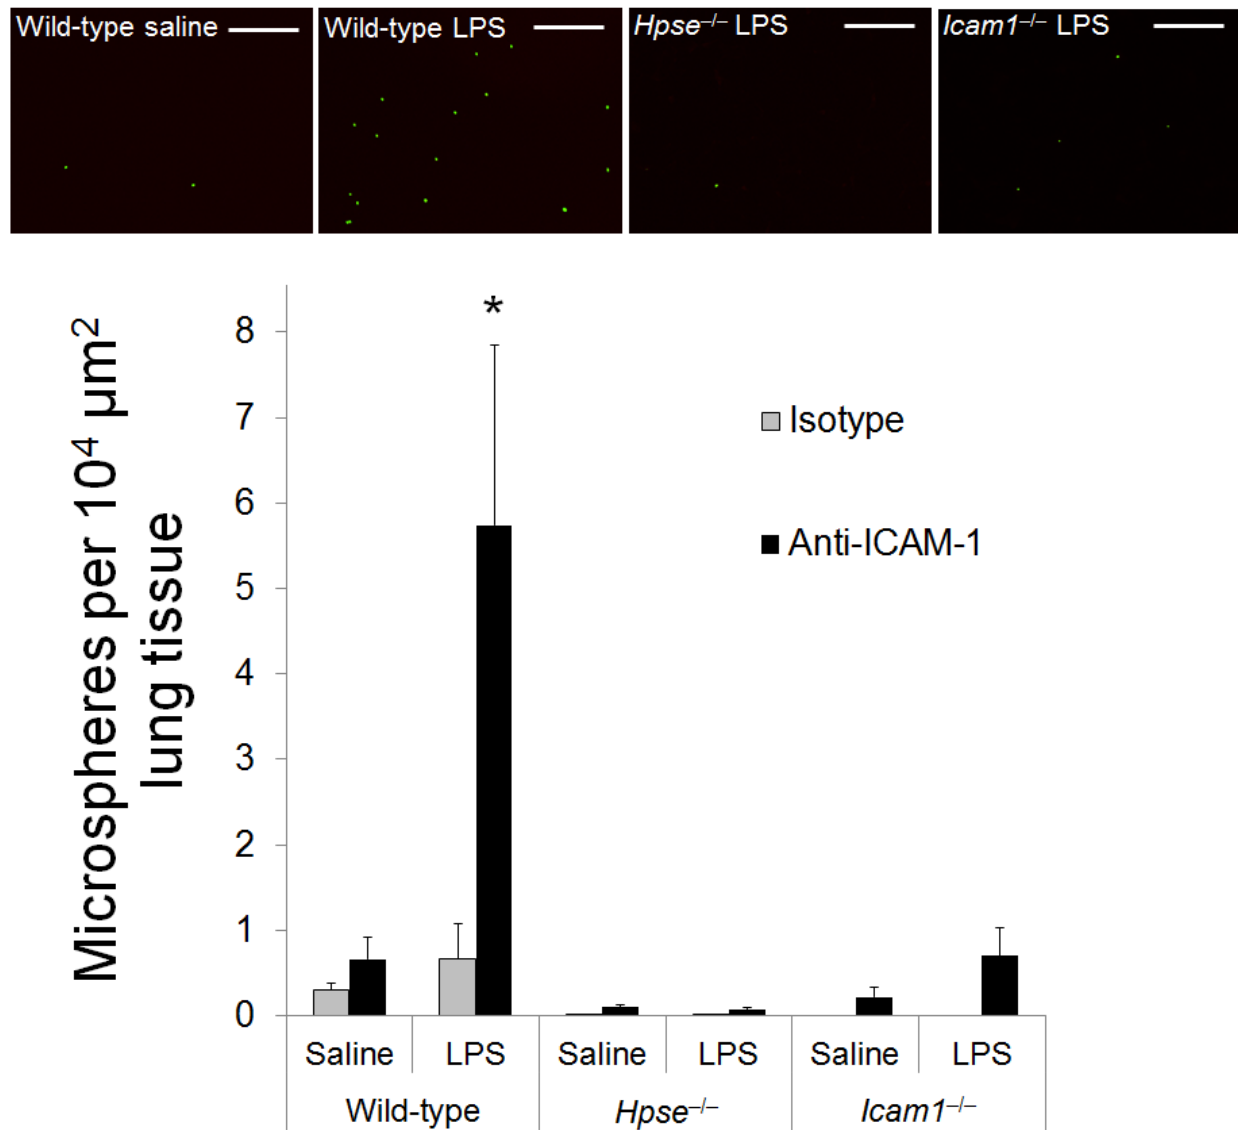 Wild-type saline
Wild-type LPS
Hpse–/– LPS
Icam1–/– LPS
*
Microspheres per 10⁴ µm²
lung tissue
8
7
6
5
4
3
2
1
0
Isotype
Anti-ICAM-1
Saline LPS Saline LPS Saline LPS
Wild-type Hpse–/– Icam1–/–